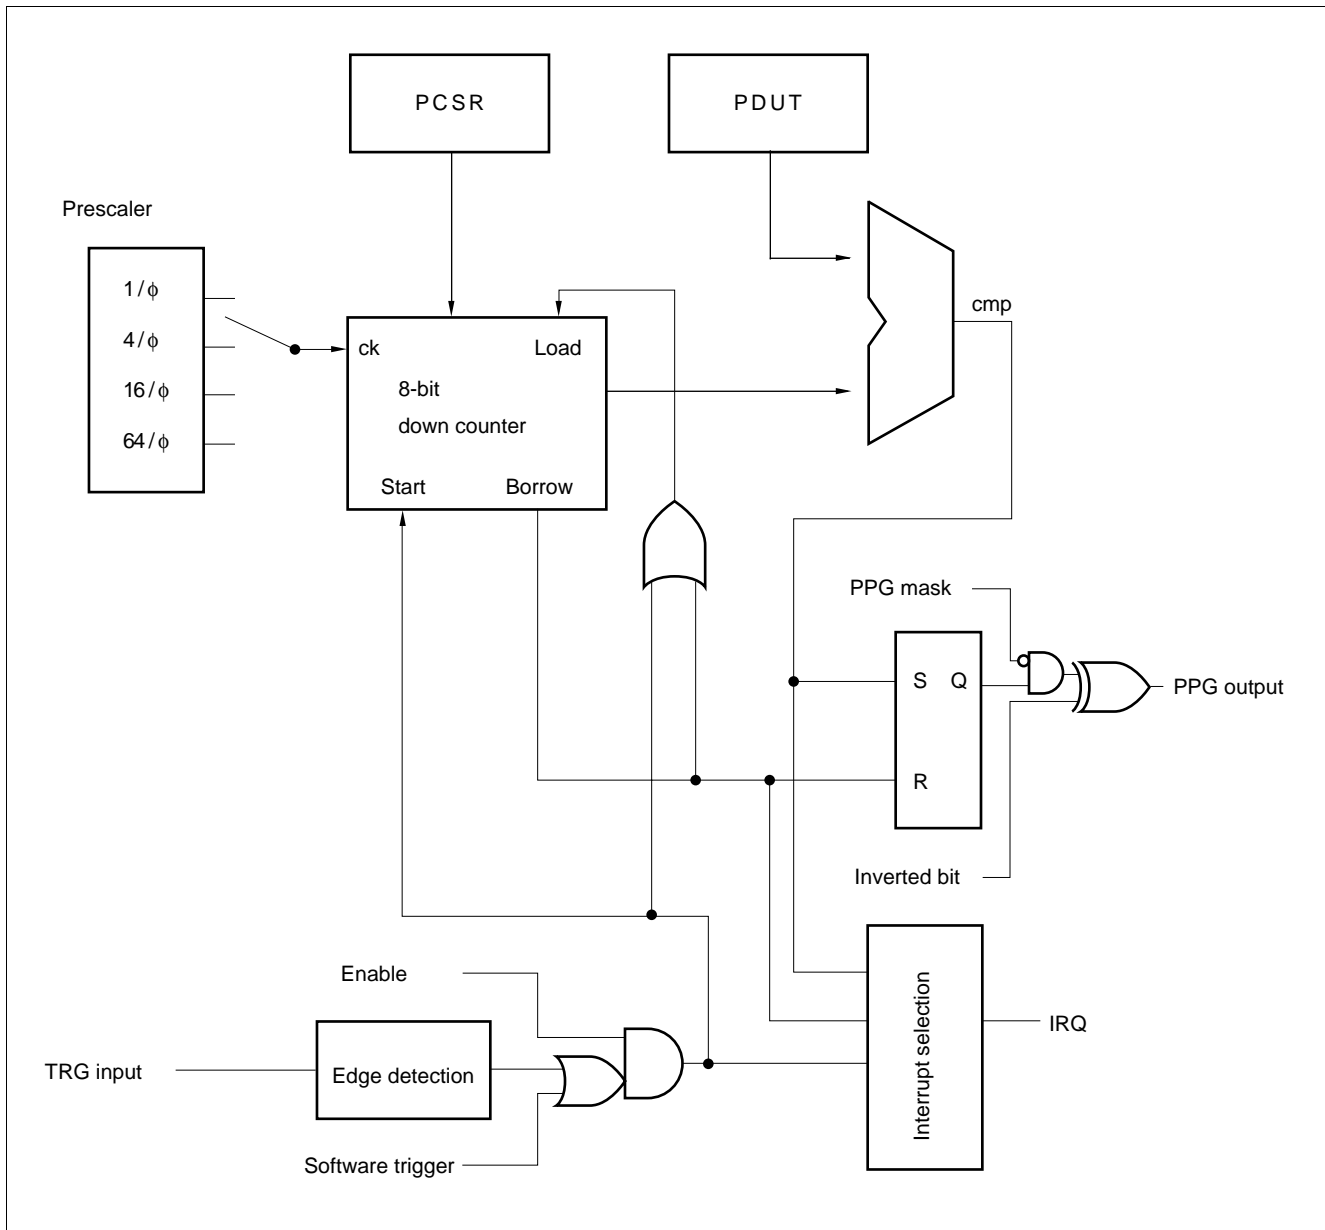 PCSR
PDUT
Prescaler
1/ϕ
4/ϕ
16/ϕ
64/ϕ
ck
Load
8-bit
down counter
Start
Borrow
cmp
PPG mask
S
Q
PPG output
R
Inverted bit
Enable
Interrupt selection
IRQ
TRG input
Edge detection
Software trigger